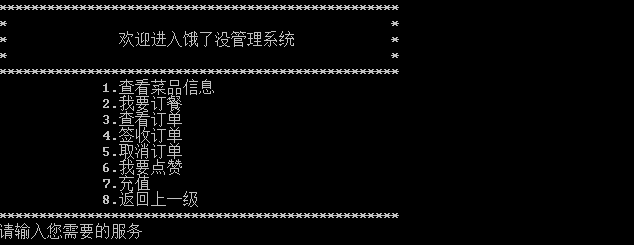 **************************************************
*                                                *
*              欢迎进入饿了没管理系统              *
*                                                *
**************************************************
1.查看菜品信息
2.我要订餐
3.查看订单
4.签收订单
5.取消订单
6.我要点赞
7.充值
8.返回上一级
**************************************************
请输入您需要的服务